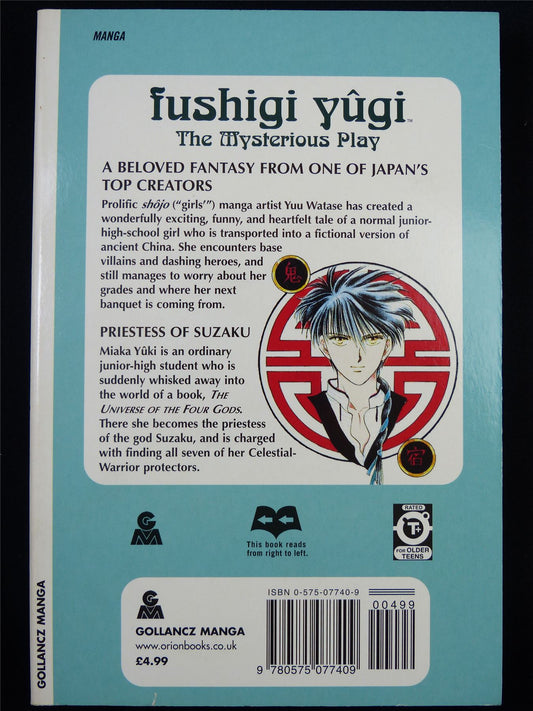 MANGA
fushigi yûgi™
The Mysterious Play
A BELOVED FANTASY FROM ONE OF JAPAN'S
TOP CREATORS
Prolific shôjo ("girls'") manga artist Yuu Watase has created a
wonderfully exciting, funny, and heartfelt tale of a normal junior-
high-school girl who is transported into a fictional version of
ancient China. She encounters base
villains and dashing heroes, and
still manages to worry about her
grades and where her next
banquet is coming from.
鬼
PRIESTESS OF SUZAKU
Miaka Yûki is an ordinary
junior-high student who is
suddenly whisked away into
the world of a book, THE
UNIVERSE OF THE FOUR GODS.
There she becomes the priestess
of the god Suzaku, and is charged
with finding all seven of her Celestial-
Warrior protectors.
宿
GM
This book reads
from right to left.
RATED
T+
FOR OLDER
TEENS
GM
GOLLANCZ MANGA
www.orionbooks.co.uk
£4.99
ISBN 0-575-07740-9
00499
9 780575 077409
GOLLANCZ MANGA